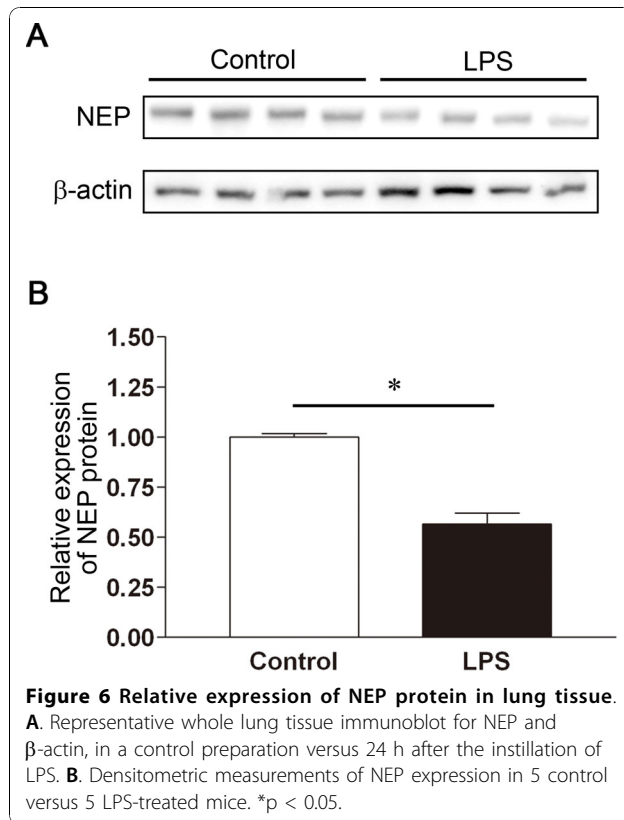 A
Control LPS
NEP
β-actin
B
Relative expression
of NEP protein
1.50
1.25
1.00
0.75
0.50
0.25
0.00
*
Control LPS
Figure 6 Relative expression of NEP protein in lung tissue.
A. Representative whole lung tissue immunoblot for NEP and
β-actin, in a control preparation versus 24 h after the instillation of
LPS. B. Densitometric measurements of NEP expression in 5 control
versus 5 LPS-treated mice. *p < 0.05.